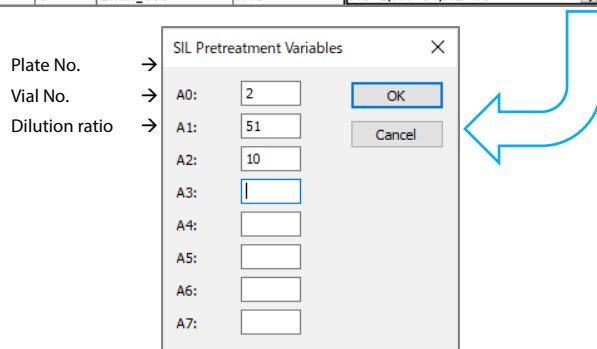 SIL Pretreatment Variables
Plate No. →
Vial No. → A0: 2 OK
Dilution ratio → A1: 51 Cancel
A2: 10
A3:
A4:
A5:
A6:
A7: